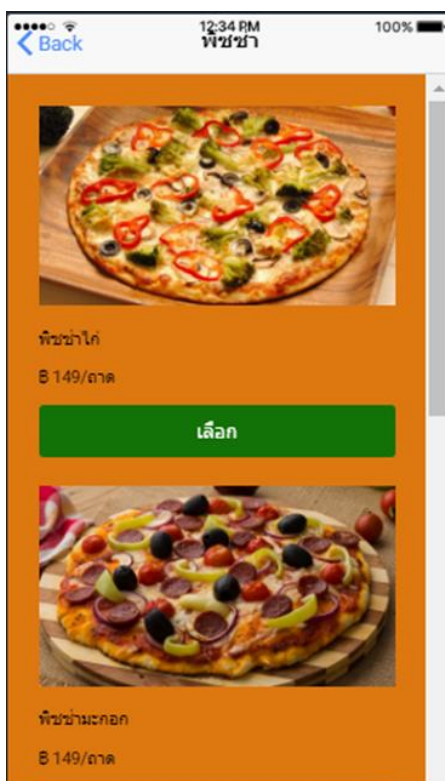 12:34 PM
100%
Back
พิซซ่า
พิซซ่าไก่
฿ 149/ถาด
เลือก
พิซซ่ามะกอก
฿ 149/ถาด